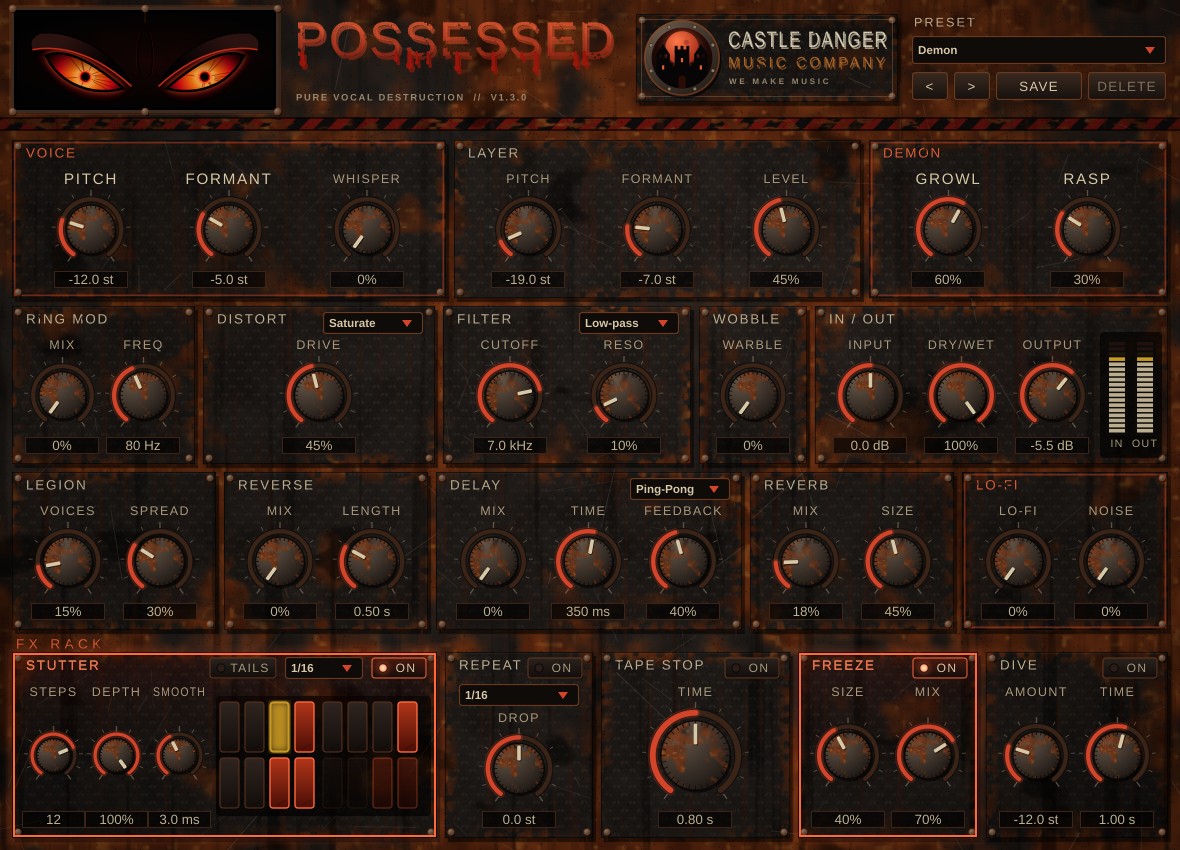 POSSESSED
PURE VOCAL DESTRUCTION // V1.3.0
CASTLE DANGER
MUSIC COMPANY
WE MAKE MUSIC
PRESET
Demon
< > SAVE DELETE
VOICE
PITCH FORMANT WHISPER
-12.0 st -5.0 st 0%
LAYER
PITCH FORMANT LEVEL
-19.0 st -7.0 st 45%
DEMON
GROWL RASP
60% 30%
RING MOD
MIX FREQ
0% 80 Hz
DISTORT Saturate
DRIVE
45%
FILTER Low-pass
CUTOFF RESO
7.0 kHz 10%
WOBBLE
WARBLE
0%
IN / OUT
INPUT DRY/WET OUTPUT
0.0 dB 100% -5.5 dB
IN OUT
LEGION
VOICES SPREAD
15% 30%
REVERSE
MIX LENGTH
0% 0.50 s
DELAY Ping-Pong
MIX TIME FEEDBACK
0% 350 ms 40%
REVERB
MIX SIZE
18% 45%
LO-FI
LO-FI NOISE
0% 0%
FX RACK
STUTTER TAILS 1/16 ON
STEPS DEPTH SMOOTH
12 100% 3.0 ms
REPEAT ON
1/16
DROP
0.0 st
TAPE STOP ON
TIME
0.80 s
FREEZE ON
SIZE MIX
40% 70%
DIVE ON
AMOUNT TIME
-12.0 st 1.00 s